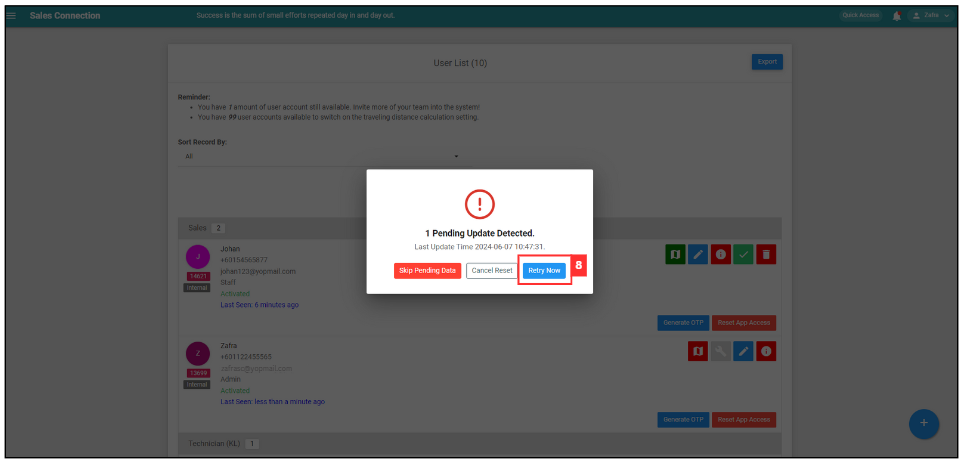 Sales Connection
Success is the sum of small efforts repeated day in and day out.
Quick Access
Zafra
User List (10)
Export
Reminder:
You have 1 amount of user account still available. Invite more of your team into the system!
You have 99 user accounts available to switch on the traveling distance calculation setting.
Sort Record By:
All
1 Pending Update Detected.
Last Update Time 2024-06-07 10:47:31.
Skip Pending Data
Cancel Reset
Retry Now
8
Sales 2
J
14671
Internal
Johan
+60154565877
johan123@yopmail.com
Staff
Activated
Last Seen: 6 minutes ago
Generate OTP
Reset App Access
Z
13699
Internal
Zafra
+601122455565
Admin
Activated
Last Seen: less than a minute ago
Generate OTP
Reset App Access
Technician (KL) 1